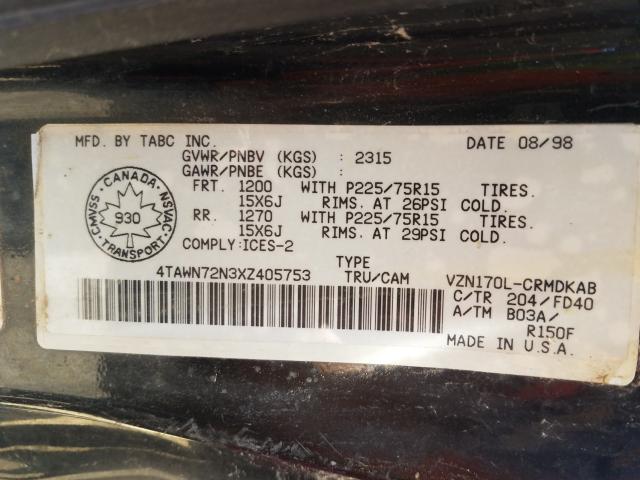 MFD. BY TABC INC. DATE 08/98
GVWR/PNBV (KGS) : 2315
GAWR/PNBE (KGS) :
FRT. 1200 WITH P225/75R15 TIRES.
15X6J RIMS. AT 26PSI COLD.
RR. 1270 WITH P225/75R15 TIRES.
15X6J RIMS. AT 29PSI COLD.
COMPLY:ICES-2 TYPE
4TAWN72N3XZ405753 TRU/CAM VZN170L-CRMDKAB
C/TR 204/FD40
A/TM B03A/
R150F
MADE IN U.S.A.
CANADA
CMVSS
NSVAC
930
TRANSPORT